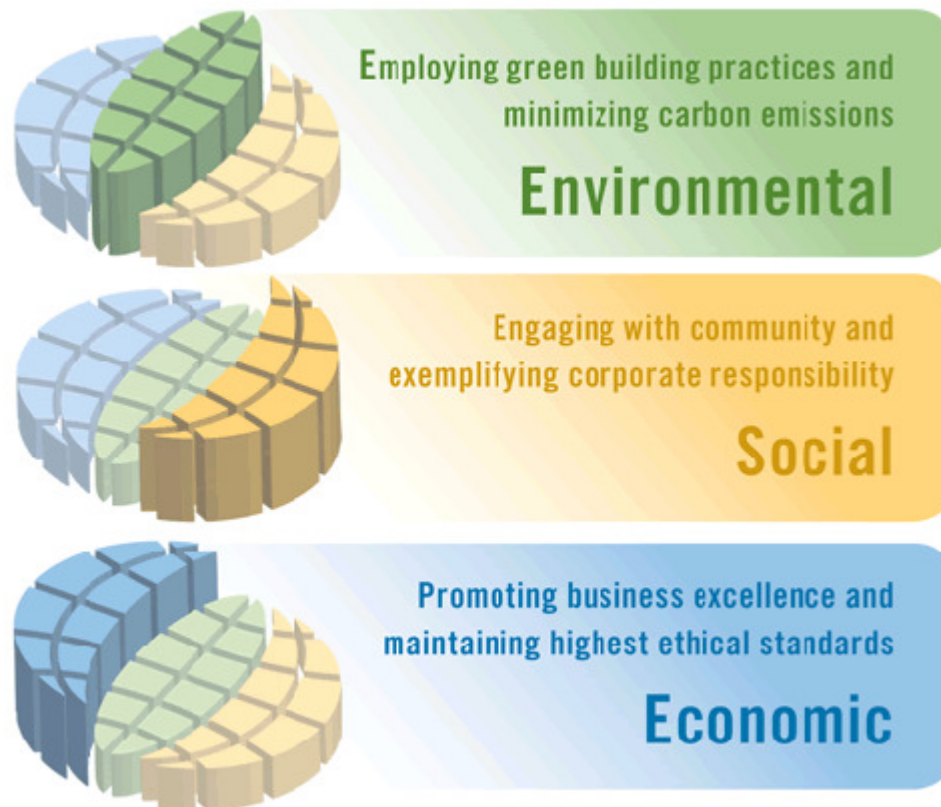 Employing green building practices and
minimizing carbon emissions
Environmental
Engaging with community and
exemplifying corporate responsibility
Social
Promoting business excellence and
maintaining highest ethical standards
Economic